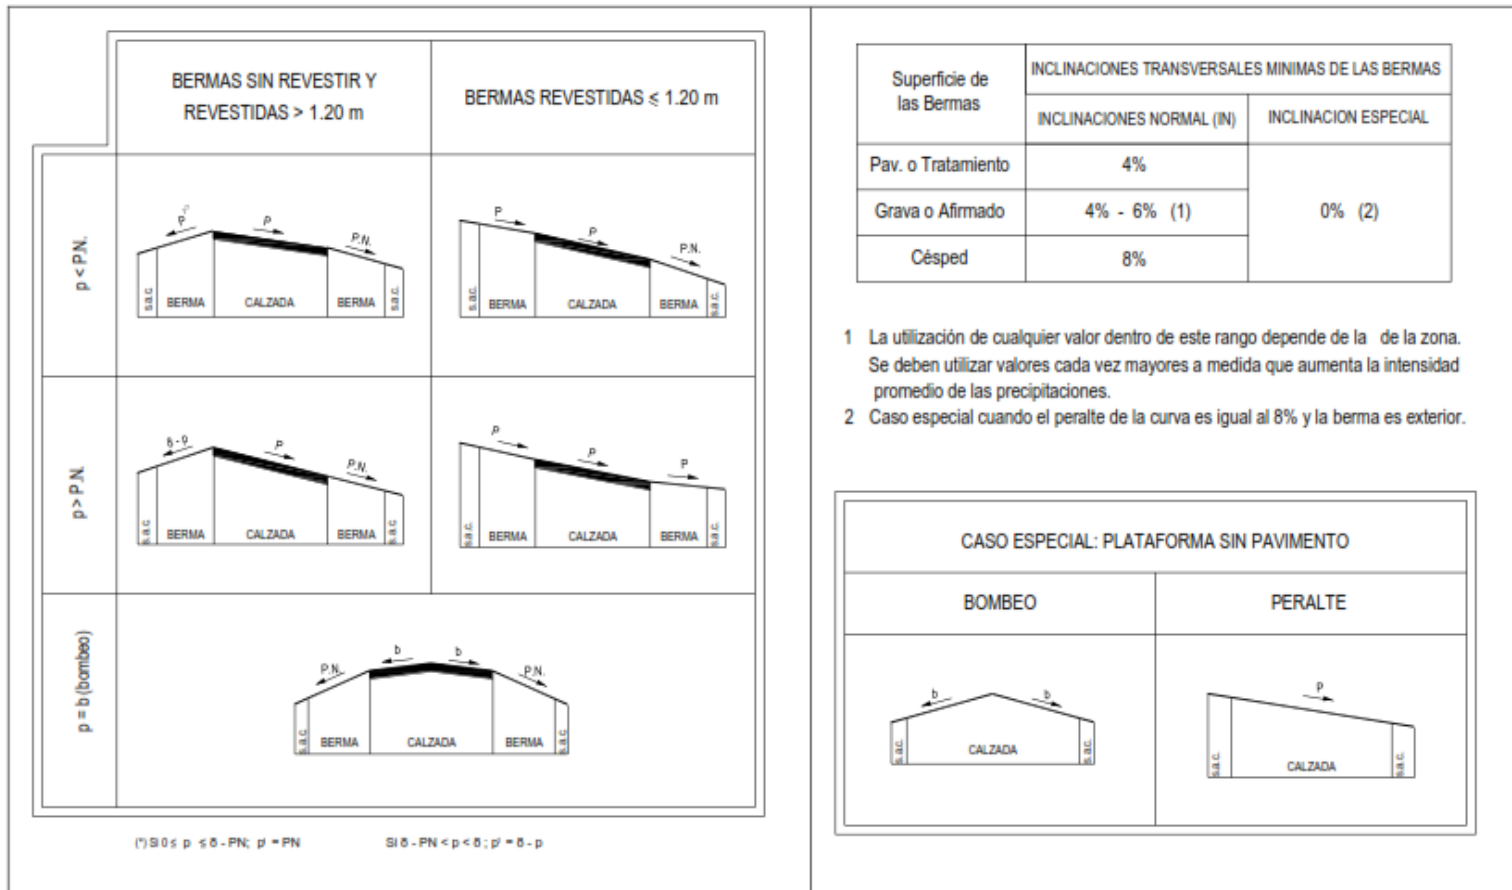 BERMAS SIN REVESTIR Y
REVESTIDAS > 1.20 m
BERMAS REVESTIDAS ≤ 1.20 m
p < P.N.
P
P.N.
s.a.c
BERMA
CALZADA
BERMA
s.a.c.
P
P
P.N.
s.a.c.
BERMA
CALZADA
BERMA
s.a.c.
p > P.N.
P
P.N.
s.a.c.
BERMA
CALZADA
BERMA
s.a.c.
P
P
P
s.a.c.
BERMA
CALZADA
BERMA
s.a.c.
p = b (bombeo)
P.N.
b
b
P.N.
s.a.c
BERMA
CALZADA
BERMA
s.a.c
(*) Si 0 ≤ p ≤ 8 - PN; p' = PN
Si 8 - PN < p < 8 ; p' = 8 - p
Superficie de
las Bermas
INCLINACIONES TRANSVERSALES MINIMAS DE LAS BERMAS
INCLINACIONES NORMAL (IN)
INCLINACION ESPECIAL
Pav. o Tratamiento
4%
Grava o Afirmado
4% - 6% (1)
0% (2)
Césped
8%
1 La utilización de cualquier valor dentro de este rango depende de la de la zona.
Se deben utilizar valores cada vez mayores a medida que aumenta la intensidad
promedio de las precipitaciones.
2 Caso especial cuando el peralte de la curva es igual al 8% y la berma es exterior.
CASO ESPECIAL: PLATAFORMA SIN PAVIMENTO
BOMBEO
PERALTE
b
b
s.a.c.
CALZADA
s.a.c.
P
s.a.c.
CALZADA
s.a.c.